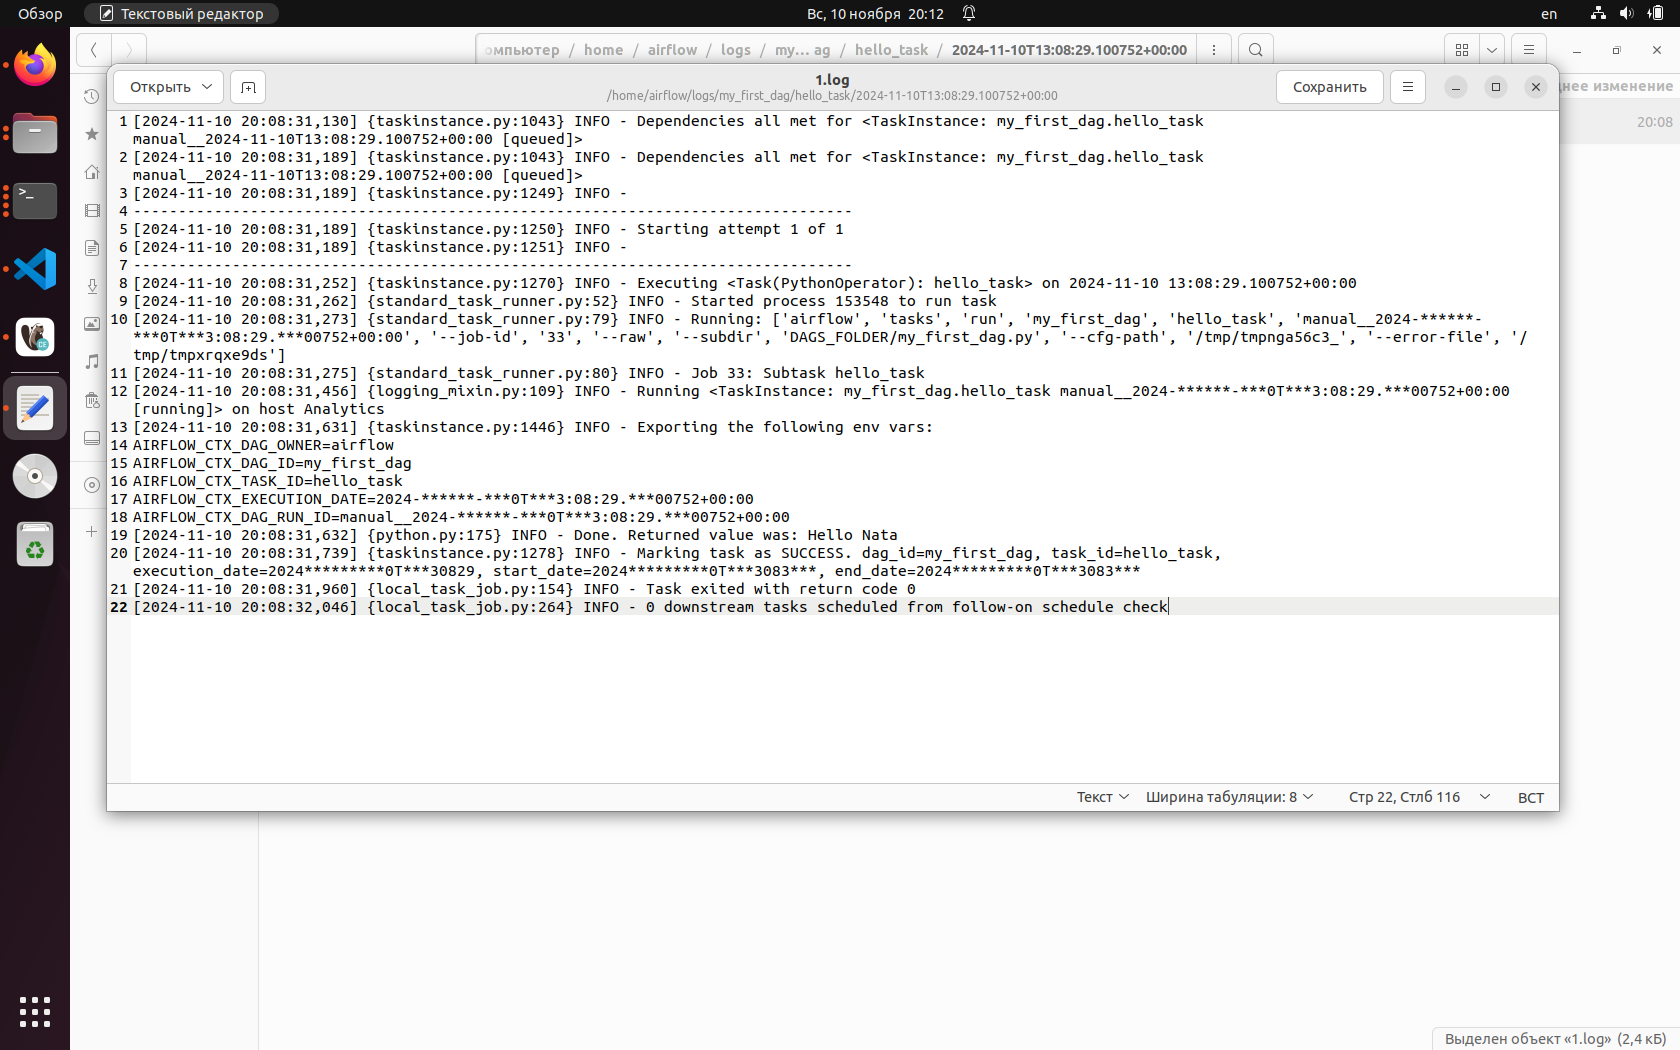 Обзор
Текстовый редактор
Вс, 10 ноября 20:12
en
омпьютер / home / airflow / logs / my... ag / hello_task / 2024-11-10T13:08:29.100752+00:00
Открыть
1.log
/home/airflow/logs/my_first_dag/hello_task/2024-11-10T13:08:29.100752+00:00
Сохранить
нее изменение
20:08
1 [2024-11-10 20:08:31,130] {taskinstance.py:1043} INFO - Dependencies all met for <TaskInstance: my_first_dag.hello_task
manual__2024-11-10T13:08:29.100752+00:00 [queued]>
2 [2024-11-10 20:08:31,189] {taskinstance.py:1043} INFO - Dependencies all met for <TaskInstance: my_first_dag.hello_task
manual__2024-11-10T13:08:29.100752+00:00 [queued]>
3 [2024-11-10 20:08:31,189] {taskinstance.py:1249} INFO -
4 --------------------------------------------------------------------------------
5 [2024-11-10 20:08:31,189] {taskinstance.py:1250} INFO - Starting attempt 1 of 1
6 [2024-11-10 20:08:31,189] {taskinstance.py:1251} INFO -
7 --------------------------------------------------------------------------------
8 [2024-11-10 20:08:31,252] {taskinstance.py:1270} INFO - Executing <Task(PythonOperator): hello_task> on 2024-11-10 13:08:29.100752+00:00
9 [2024-11-10 20:08:31,262] {standard_task_runner.py:52} INFO - Started process 153548 to run task
10 [2024-11-10 20:08:31,273] {standard_task_runner.py:79} INFO - Running: ['airflow', 'tasks', 'run', 'my_first_dag', 'hello_task', 'manual__2024-******-
***0T***3:08:29.***00752+00:00', '--job-id', '33', '--raw', '--subdir', 'DAGS_FOLDER/my_first_dag.py', '--cfg-path', '/tmp/tmpnga56c3_', '--error-file', '/
tmp/tmpxrqxe9ds']
11 [2024-11-10 20:08:31,275] {standard_task_runner.py:80} INFO - Job 33: Subtask hello_task
12 [2024-11-10 20:08:31,456] {logging_mixin.py:109} INFO - Running <TaskInstance: my_first_dag.hello_task manual__2024-******-***0T***3:08:29.***00752+00:00
[running]> on host Analytics
13 [2024-11-10 20:08:31,631] {taskinstance.py:1446} INFO - Exporting the following env vars:
14 AIRFLOW_CTX_DAG_OWNER=airflow
15 AIRFLOW_CTX_DAG_ID=my_first_dag
16 AIRFLOW_CTX_TASK_ID=hello_task
17 AIRFLOW_CTX_EXECUTION_DATE=2024-******-***0T***3:08:29.***00752+00:00
18 AIRFLOW_CTX_DAG_RUN_ID=manual__2024-******-***0T***3:08:29.***00752+00:00
19 [2024-11-10 20:08:31,632] {python.py:175} INFO - Done. Returned value was: Hello Nata
20 [2024-11-10 20:08:31,739] {taskinstance.py:1278} INFO - Marking task as SUCCESS. dag_id=my_first_dag, task_id=hello_task,
execution_date=2024*********0T***30829, start_date=2024*********0T***3083***, end_date=2024*********0T***3083***
21 [2024-11-10 20:08:31,960] {local_task_job.py:154} INFO - Task exited with return code 0
22 [2024-11-10 20:08:32,046] {local_task_job.py:264} INFO - 0 downstream tasks scheduled from follow-on schedule check
Текст
Ширина табуляции: 8
Стр 22, Стлб 116
ВСТ
Выделен объект «1.log» (2,4 кБ)